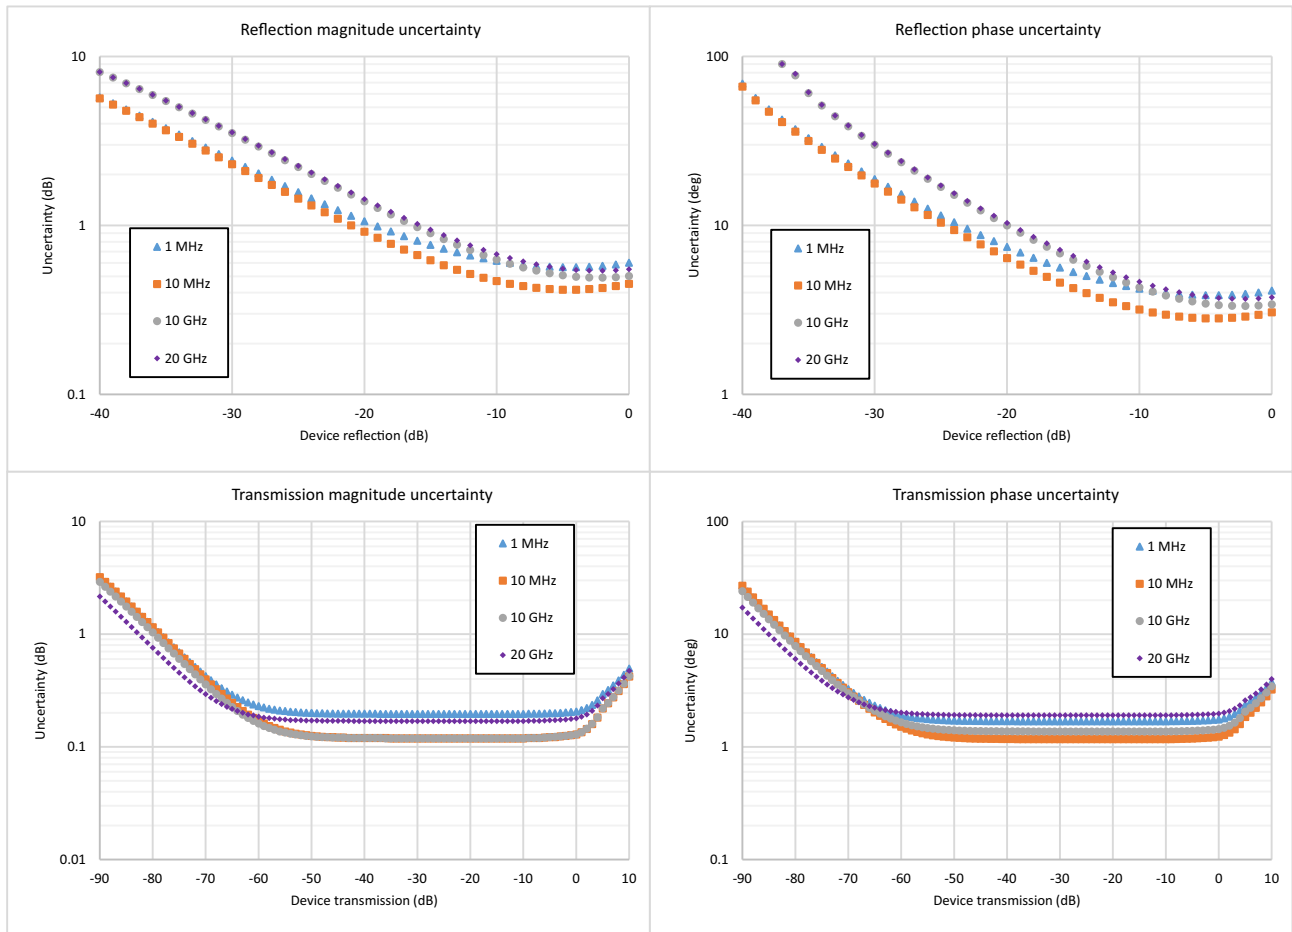 Reflection magnitude uncertainty
10
1
0.1
Uncertainty (dB)
1 MHz
10 MHz
10 GHz
20 GHz
-40 -30 -20 -10 0
Device reflection (dB)
Reflection phase uncertainty
100
10
1
Uncertainty (deg)
1 MHz
10 MHz
10 GHz
20 GHz
-40 -30 -20 -10 0
Device reflection (dB)
Transmission magnitude uncertainty
10
1
0.1
0.01
Uncertainty (dB)
1 MHz
10 MHz
10 GHz
20 GHz
-90 -80 -70 -60 -50 -40 -30 -20 -10 0 10
Device transmission (dB)
Transmission phase uncertainty
100
10
1
0.1
Uncertainty (deg)
1 MHz
10 MHz
10 GHz
20 GHz
-90 -80 -70 -60 -50 -40 -30 -20 -10 0 10
Device transmission (dB)